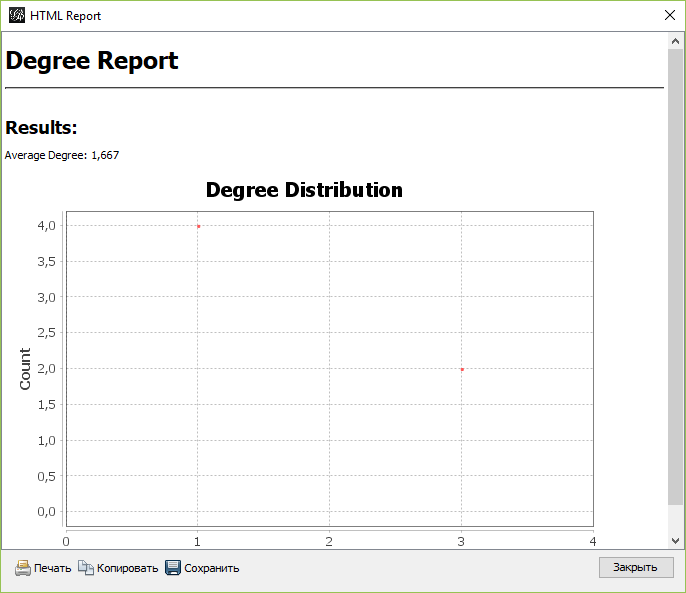 HTML Report
Degree Report
Results:
Average Degree: 1,667
Degree Distribution
4,0
3,5
3,0
2,5
2,0
1,5
1,0
0,5
0,0
Count
0 1 2 3 4
Печать Копировать Сохранить Закрыть